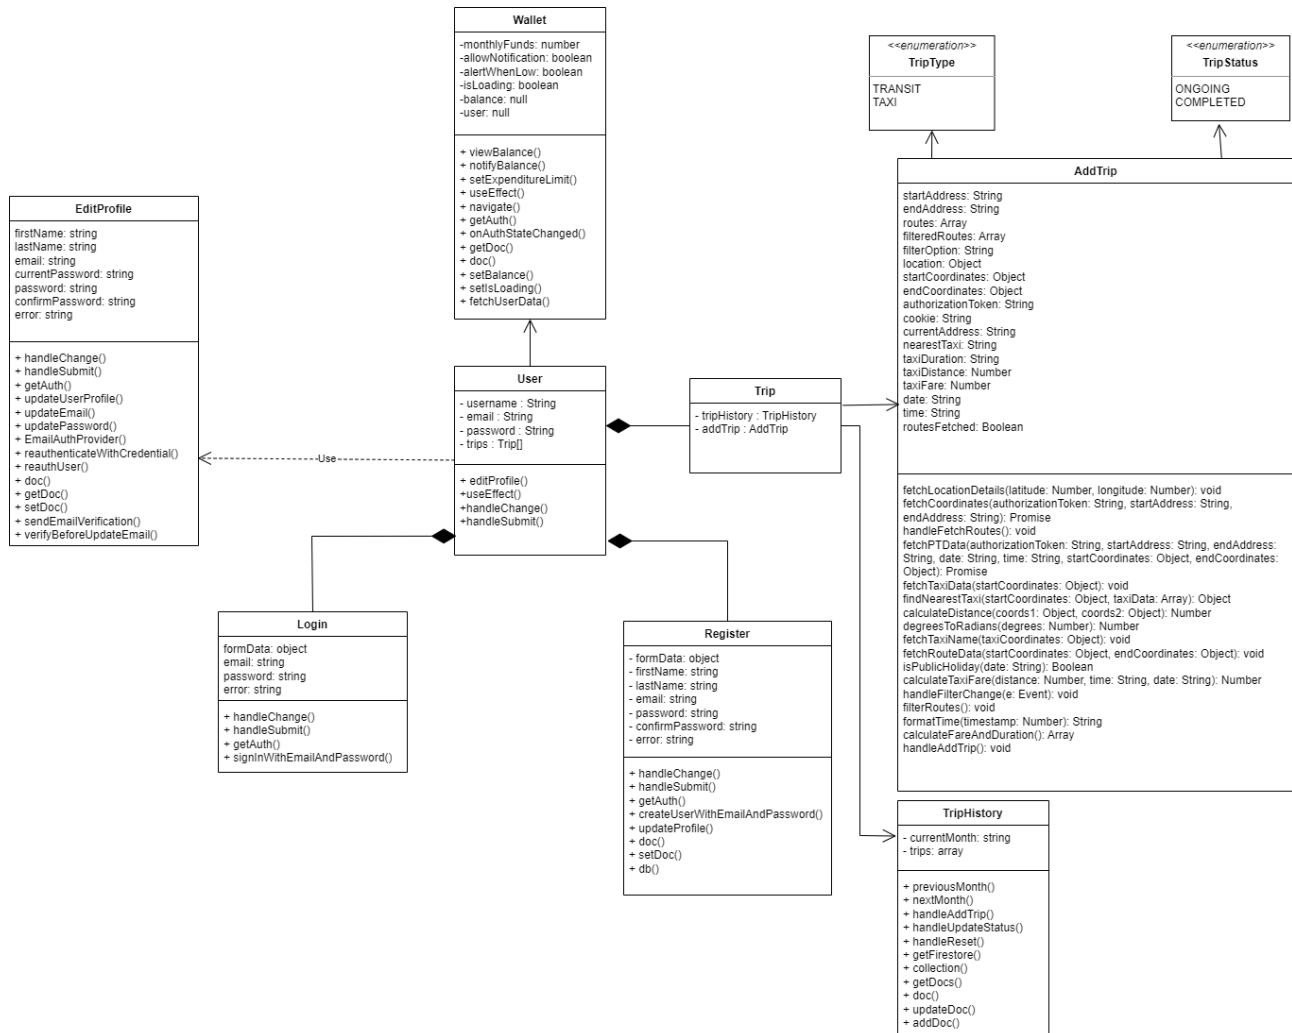 Wallet
-monthlyFunds: number
-allowNotification: boolean
-alertWhenLow: boolean
-isLoading: boolean
-balance: null
-user: null
+ viewBalance()
+ notifyBalance()
+ setExpenditureLimit()
+ useEffect()
+ navigate()
+ getAuth()
+ onAuthStateChanged()
+ getDoc()
+ doc()
+ setBalance()
+ setIsLoading()
+ fetchUserData()
<<enumeration>>
TripType
TRANSIT
TAXI
<<enumeration>>
TripStatus
ONGOING
COMPLETED
EditProfile
firstName: string
lastName: string
email: string
currentPassword: string
password: string
confirmPassword: string
error: string
+ handleChange()
+ handleSubmit()
+ getAuth()
+ updateUserProfile()
+ updateEmail()
+ updatePassword()
+ EmailAuthProvider()
+ reauthenticateWithCredential()
+ reauthUser()
+ doc()
+ getDoc()
+ setDoc()
+ sendEmailVerification()
+ verifyBeforeUpdateEmail()
Use
User
- username : String
- email : String
- password : String
- trips : Trip[]
+ editProfile()
+useEffect()
+handleChange()
+handleSubmit()
Trip
- tripHistory : TripHistory
- addTrip : AddTrip
AddTrip
startAddress: String
endAddress: String
routes: Array
filteredRoutes: Array
filterOption: String
location: Object
startCoordinates: Object
endCoordinates: Object
authorizationToken: String
cookie: String
currentAddress: String
nearestTaxi: String
taxiDuration: String
taxiDistance: Number
taxiFare: Number
date: String
time: String
routesFetched: Boolean
fetchLocationDetails(latitude: Number, longitude: Number): void
fetchCoordinates(authorizationToken: String, startAddress: String,
endAddress: String): Promise
handleFetchRoutes(): void
fetchPTData(authorizationToken: String, startAddress: String, endAddress:
String, date: String, time: String, startCoordinates: Object, endCoordinates:
Object): Promise
fetchTaxiData(startCoordinates: Object): void
findNearestTaxi(startCoordinates: Object, taxiData: Array): Object
calculateDistance(coords1: Object, coords2: Object): Number
degreesToRadians(degrees: Number): Number
fetchTaxiName(taxiCoordinates: Object): void
fetchRouteData(startCoordinates: Object, endCoordinates: Object): void
isPublicHoliday(date: String): Boolean
calculateTaxiFare(distance: Number, time: String, date: String): Number
handleFilterChange(e: Event): void
filterRoutes(): void
formatTime(timestamp: Number): String
calculateFareAndDuration(): Array
handleAddTrip(): void
Login
formData: object
email: string
password: string
error: string
+ handleChange()
+ handleSubmit()
+ getAuth()
+ signInWithEmailAndPassword()
Register
- formData: object
- firstName: string
- lastName: string
- email: string
- password: string
- confirmPassword: string
- error: string
+ handleChange()
+ handleSubmit()
+ getAuth()
+ createUserWithEmailAndPassword()
+ updateProfile()
+ doc()
+ setDoc()
+ db()
TripHistory
- currentMonth: string
- trips: array
+ previousMonth()
+ nextMonth()
+ handleAddTrip()
+ handleUpdateStatus()
+ handleReset()
+ getFirestore()
+ collection()
+ getDocs()
+ doc()
+ updateDoc()
+ addDoc()